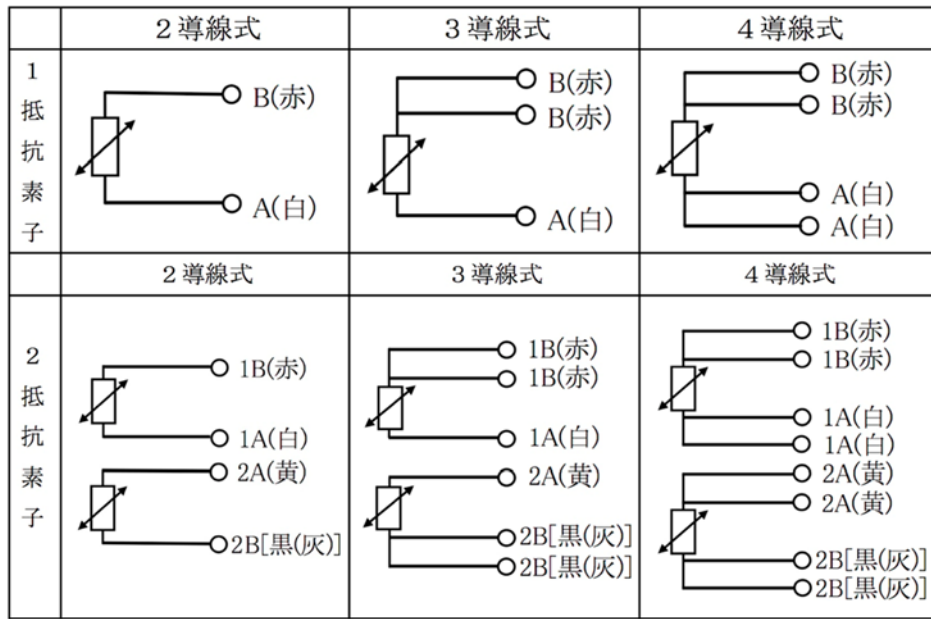 ２導線式
３導線式
４導線式
1
抵
抗
素
子
B(赤)
A(白)
B(赤)
B(赤)
A(白)
B(赤)
B(赤)
A(白)
A(白)
２導線式
３導線式
４導線式
2
抵
抗
素
子
1B(赤)
1A(白)
2A(黄)
2B[黒(灰)]
1B(赤)
1B(赤)
1A(白)
2A(黄)
2B[黒(灰)]
2B[黒(灰)]
1B(赤)
1B(赤)
1A(白)
1A(白)
2A(黄)
2A(黄)
2B[黒(灰)]
2B[黒(灰)]